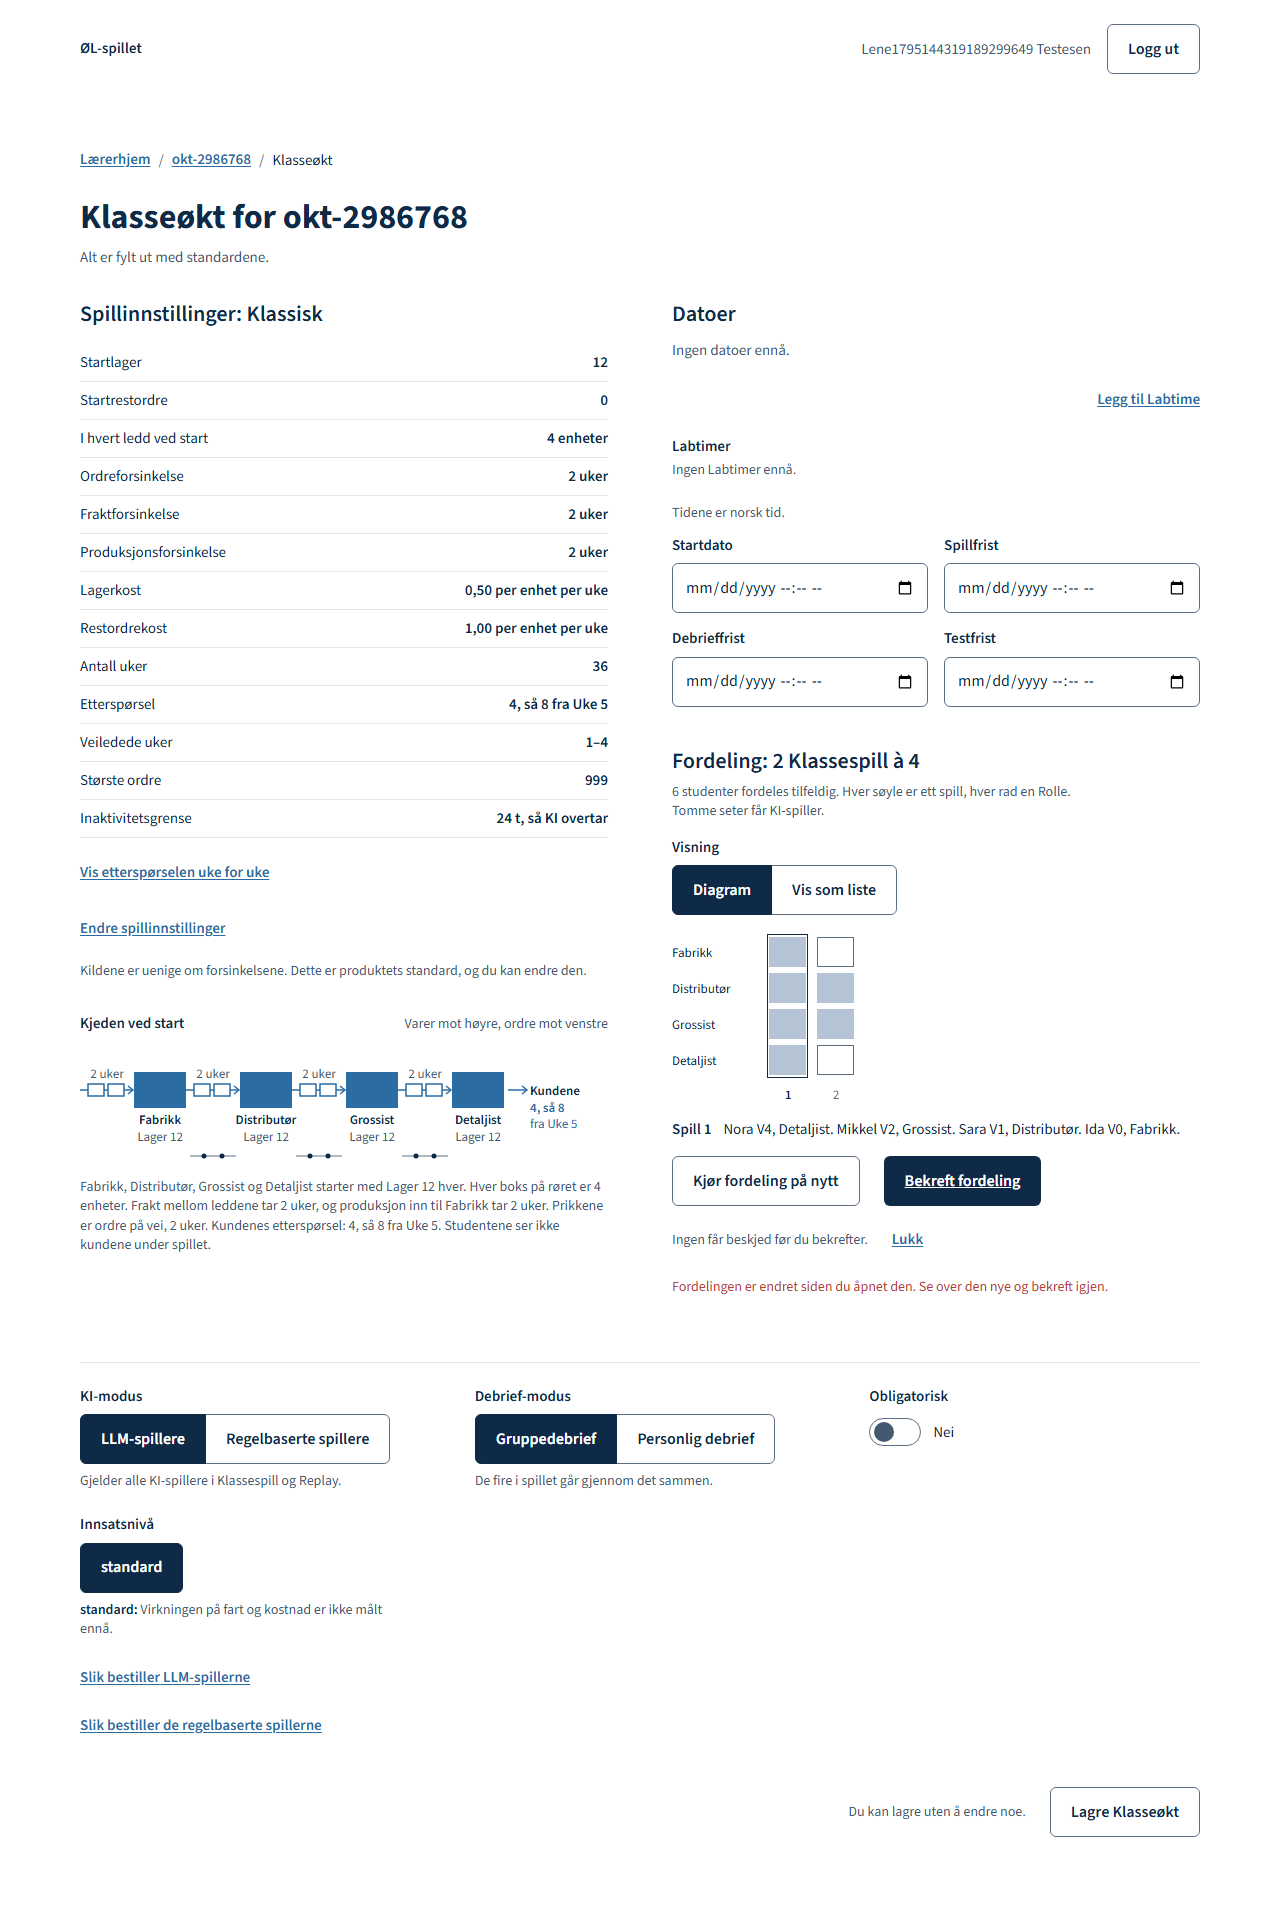 ØL-spillet
Lene1795144319189299649 Testesen
Logg ut
Lærerhjem / okt-2986768 / Klasseøkt
Klasseøkt for okt-2986768
Alt er fylt ut med standardene.
Spillinnstillinger: Klassisk
Startlager 12
Startrestordre 0
I hvert ledd ved start 4 enheter
Ordreforsinkelse 2 uker
Fraktforsinkelse 2 uker
Produksjonsforsinkelse 2 uker
Lagerkost 0,50 per enhet per uke
Restordrekost 1,00 per enhet per uke
Antall uker 36
Etterspørsel 4, så 8 fra Uke 5
Veiledede uker 1–4
Største ordre 999
Inaktivitetsgrense 24 t, så KI overtar
Vis etterspørselen uke for uke
Endre spillinnstillinger
Kildene er uenige om forsinkelsene. Dette er produktets standard, og du kan endre den.
Kjeden ved start
Varer mot høyre, ordre mot venstre
2 uker 2 uker 2 uker 2 uker
Kundene
4, så 8
fra Uke 5
Fabrikk Distributør Grossist Detaljist
Lager 12 Lager 12 Lager 12 Lager 12
Fabrikk, Distributør, Grossist og Detaljist starter med Lager 12 hver. Hver boks på røret er 4
enheter. Frakt mellom leddene tar 2 uker, og produksjon inn til Fabrikk tar 2 uker. Prikkene
er ordre på vei, 2 uker. Kundenes etterspørsel: 4, så 8 fra Uke 5. Studentene ser ikke
kundene under spillet.
Datoer
Ingen datoer ennå.
Legg til Labtime
Labtimer
Ingen Labtimer ennå.
Tidene er norsk tid.
Startdato Spillfrist
mm/dd/yyyy --:-- -- mm/dd/yyyy --:-- --
Debrieffrist Testfrist
mm/dd/yyyy --:-- -- mm/dd/yyyy --:-- --
Fordeling: 2 Klassespill à 4
6 studenter fordeles tilfeldig. Hver søyle er ett spill, hver rad en Rolle.
Tomme seter får KI-spiller.
Visning
Diagram Vis som liste
Fabrikk
Distributør
Grossist
Detaljist
1 2
Spill 1 Nora V4, Detaljist. Mikkel V2, Grossist. Sara V1, Distributør. Ida V0, Fabrikk.
Kjør fordeling på nytt Bekreft fordeling
Ingen får beskjed før du bekrefter. Lukk
Fordelingen er endret siden du åpnet den. Se over den nye og bekreft igjen.
KI-modus
LLM-spillere Regelbaserte spillere
Gjelder alle KI-spillere i Klassespill og Replay.
Debrief-modus
Gruppedebrief Personlig debrief
De fire i spillet går gjennom det sammen.
Obligatorisk
Nei
Innsatsnivå
standard
standard: Virkningen på fart og kostnad er ikke målt
ennå.
Slik bestiller LLM-spillerne
Slik bestiller de regelbaserte spillerne
Du kan lagre uten å endre noe.
Lagre Klasseøkt